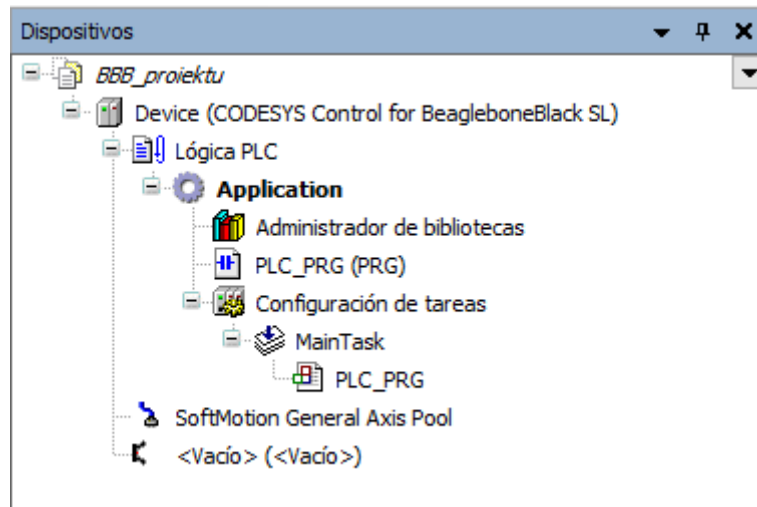 Dispositivos
BBB_proiektu
Device (CODESYS Control for BeagleboneBlack SL)
Lógica PLC
Application
Administrador de bibliotecas
PLC_PRG (PRG)
Configuración de tareas
MainTask
PLC_PRG
SoftMotion General Axis Pool
<Vacío> (<Vacío>)